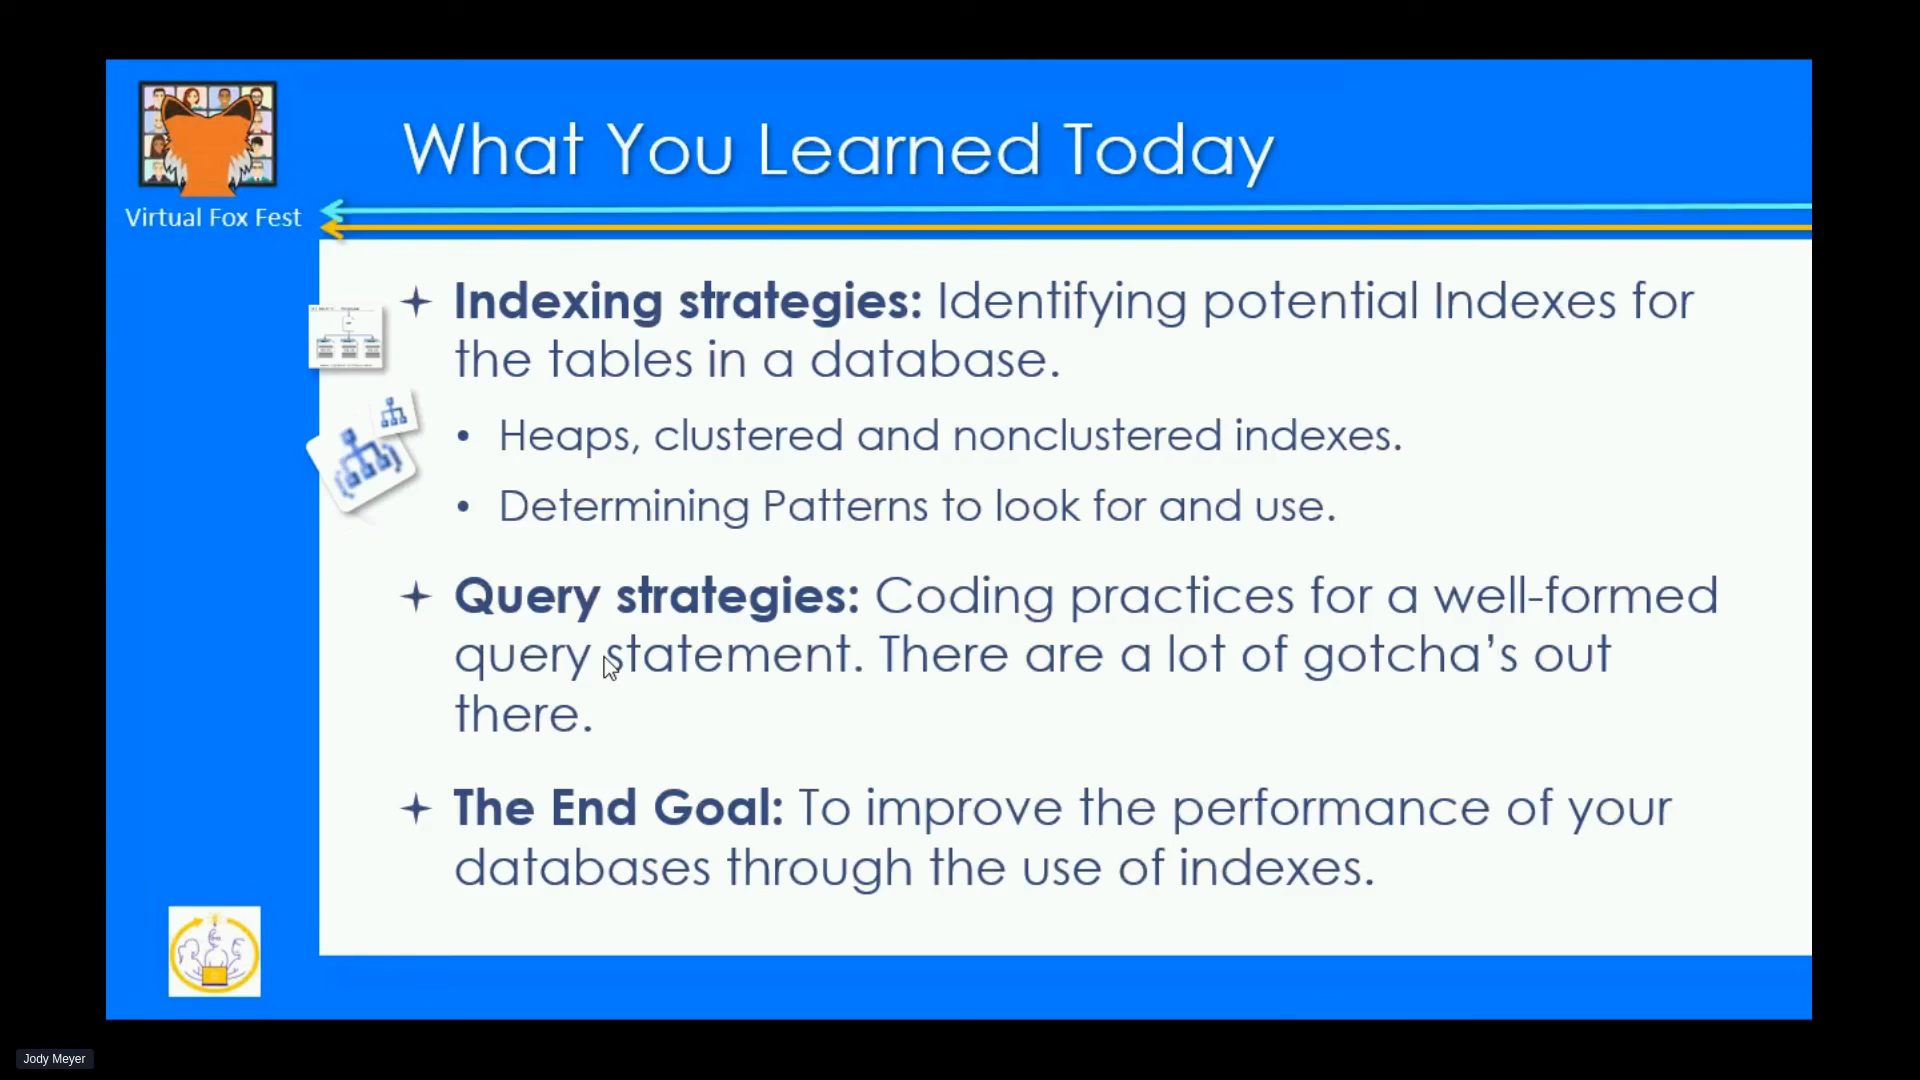 What You Learned Today
Virtual Fox Fest
Indexing strategies: Identifying potential Indexes for
the tables in a database.
• Heaps, clustered and nonclustered indexes.
• Determining Patterns to look for and use.
Query strategies: Coding practices for a well-formed
query statement. There are a lot of gotcha’s out
there.
The End Goal: To improve the performance of your
databases through the use of indexes.
Jody Meyer